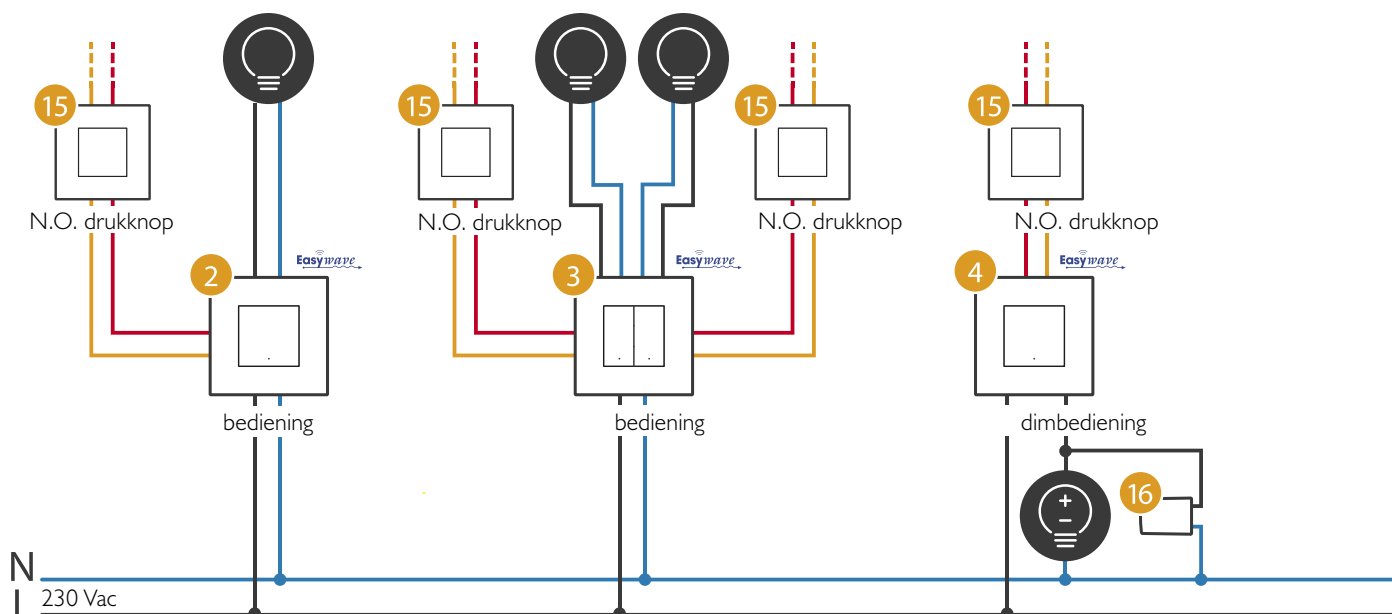 15
15
15
15
N.O. drukknop
N.O. drukknop
N.O. drukknop
N.O. drukknop
Easywave
Easywave
Easywave
2
3
4
bediening
bediening
dimbediening
+
−
16
N
230 Vac